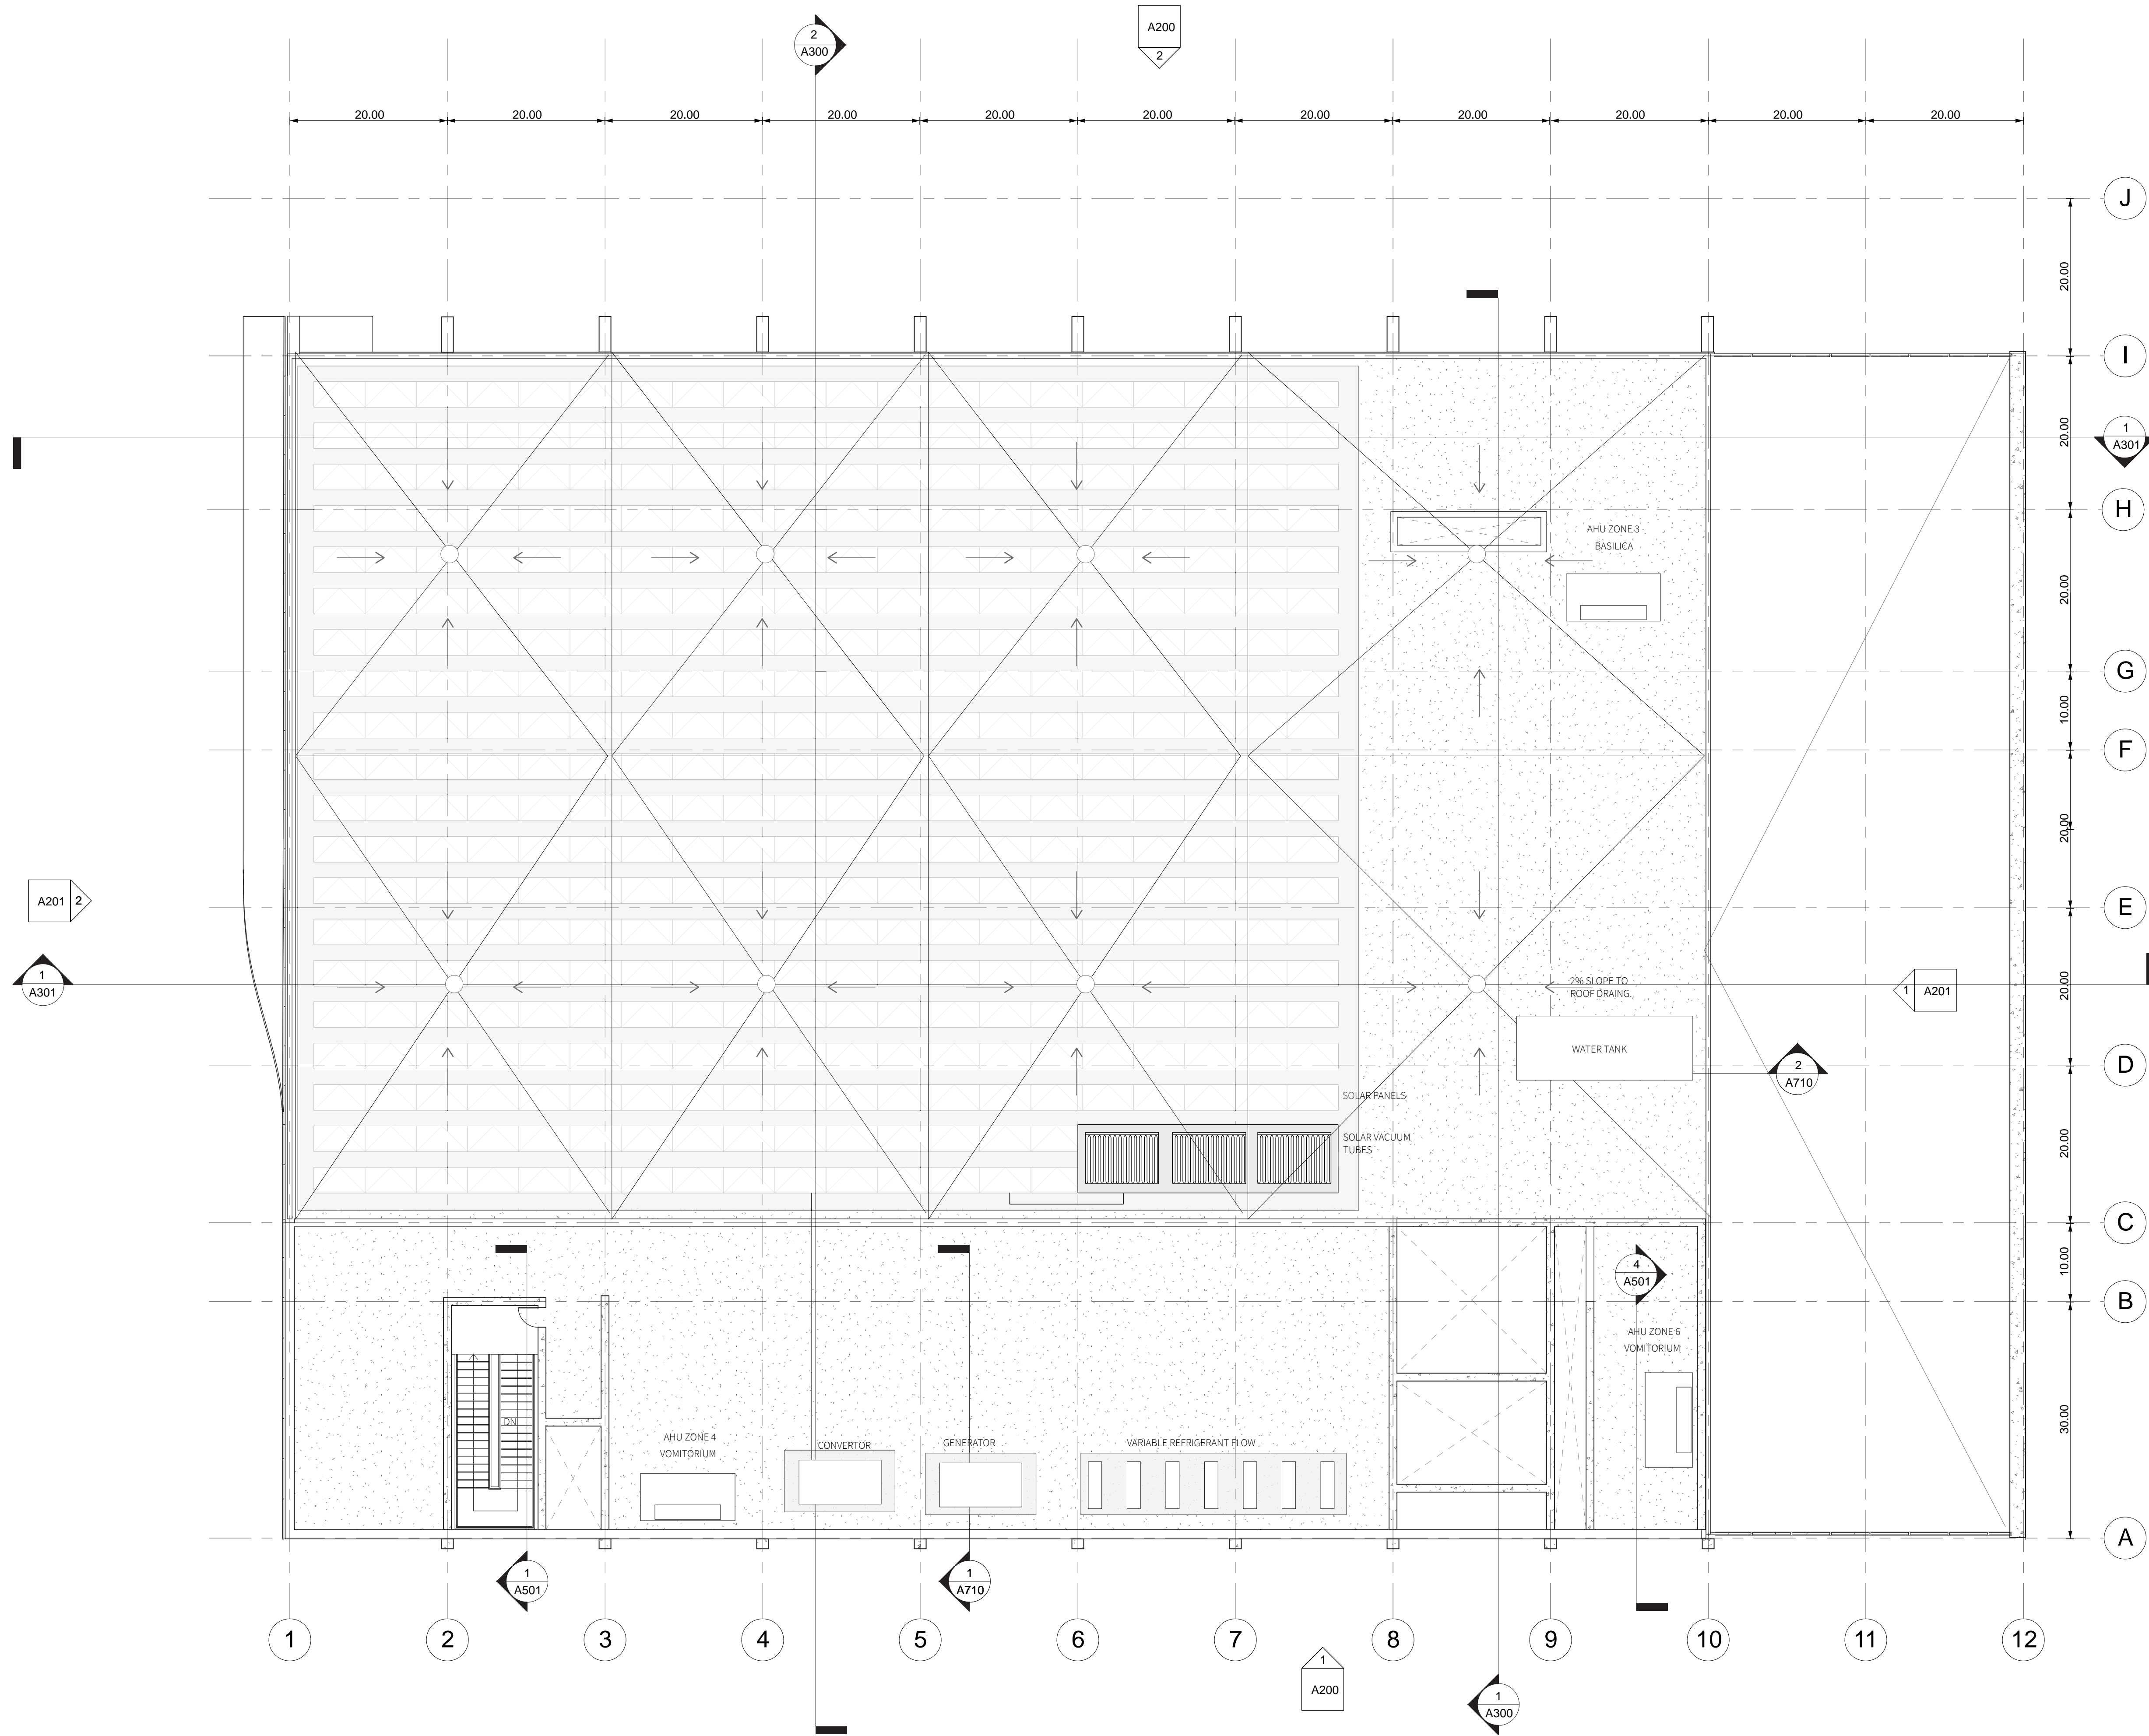 2
A300
A200
2
20.00 20.00 20.00 20.00 20.00 20.00 20.00 20.00 20.00 20.00 20.00
J
20.00
I
20.00
1
A301
H
AHU ZONE 3
BASILICA
20.00
G
10.00
F
20.00
A201 2
E
1
A301
2% SLOPE TO
ROOF DRAING.
20.00
1 A201
WATER TANK
D
2
A710
SOLAR PANELS
SOLAR VACUUM
TUBES
20.00
C
10.00
4
A501
B
AHU ZONE 6
VOMITORIUM
DN
30.00
AHU ZONE 4
VOMITORIUM
CONVERTOR
GENERATOR
VARIABLE REFRIGERANT FLOW
A
1
A501
1
A710
1 2 3 4 5 6 7 8 9 10 11 12
1
A200
1
A300